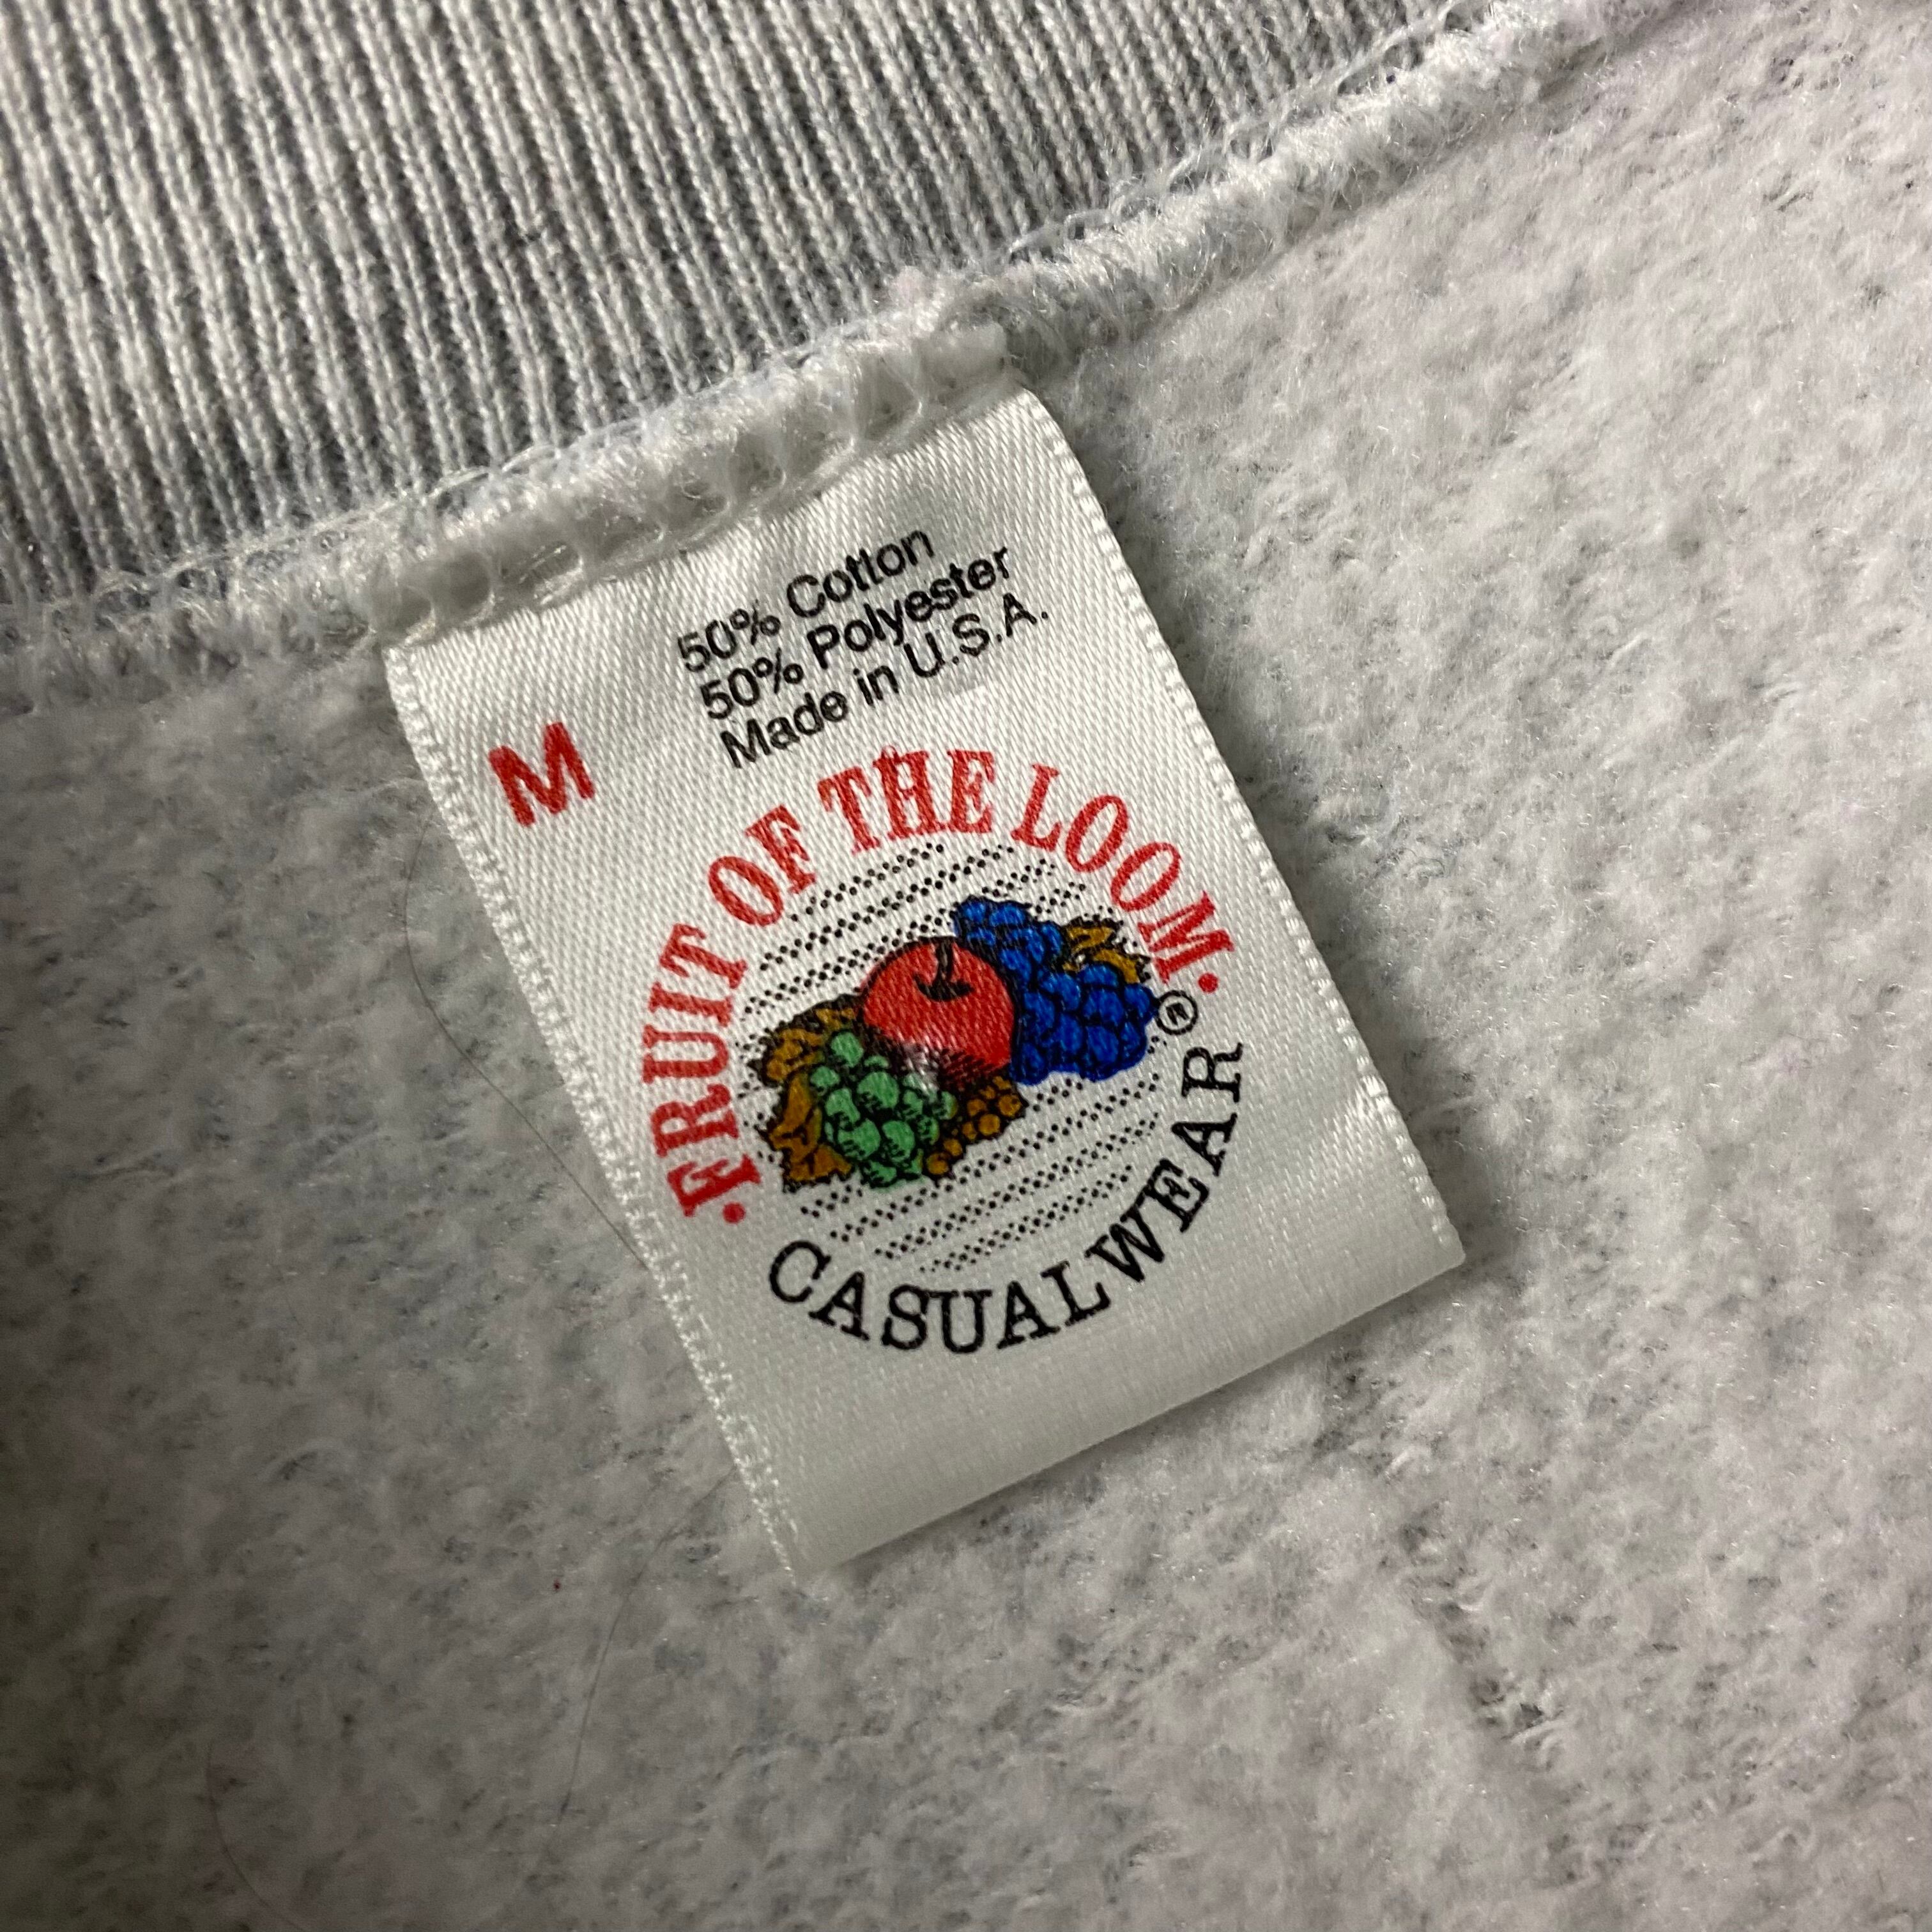 50% Cotton
50% Polyester
Made in U.S.A.
M
·FRUIT OF THE LOOM·
®
CASUALWEAR